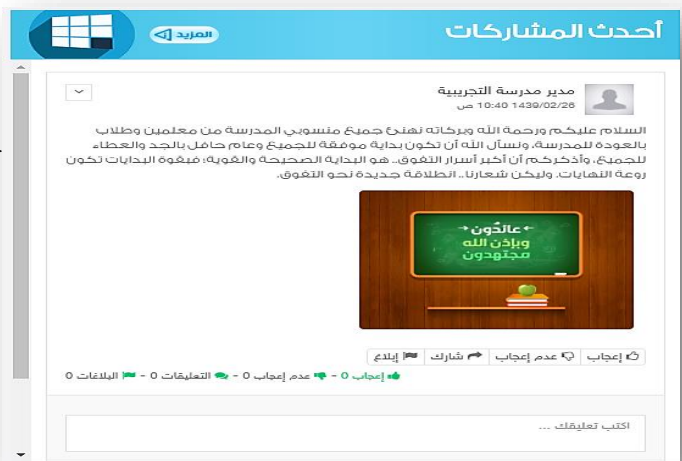 أحدث المشاركات
المزيد
مدير مدرسة التجريبية
1439/02/26 10:40 ص
السلام عليكم ورحمة الله وبركاته نهنئ جميع منسوبي المدرسة من معلمين وطلاب
بالعودة للمدرسة، ونسأل الله أن تكون بداية موفقة للجميع وعام حافل بالجد والعطاء
للجميع، وأذكركم أن أكبر أسرار التفوق.. هو البداية الصحيحة والقوية؛ فبقوة البدايات تكون
روعة النهايات. وليكن شعارنا.. انطلاقة جديدة نحو التفوق.
عائدون
وبإذن الله
مجتهدون
إعجاب عدم إعجاب شارك إبلاغ
إعجاب 0 - عدم إعجاب 0 - التعليقات 0 - البلاغات 0
اكتب تعليقك ...